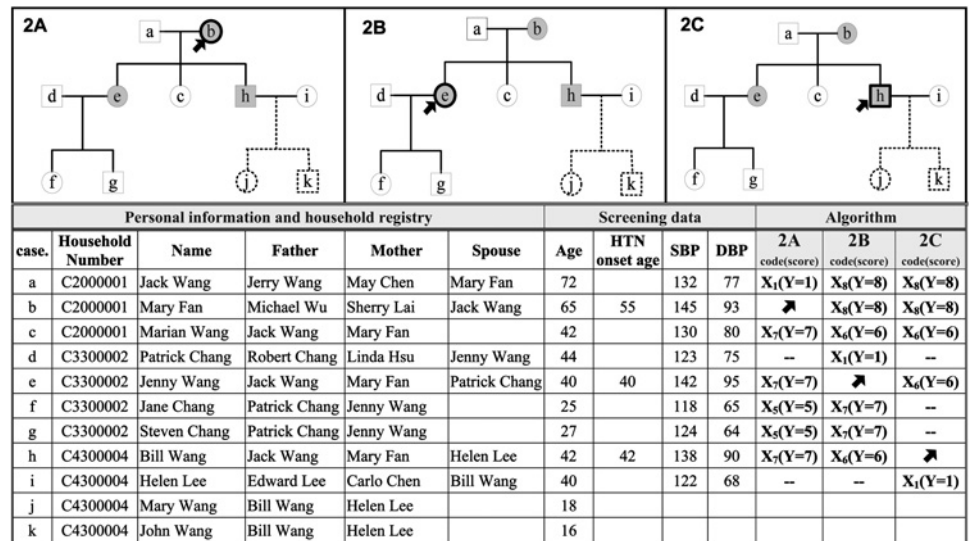 2A
2B
2C
a b
a b
a b
d e c h i
d e c h i
d e c h i
f g j k
f g j k
f g j k
Personal information and household registry Screening data Algorithm
case. Household Number Name Father Mother Spouse Age HTN onset age SBP DBP 2A code(score) 2B code(score) 2C code(score)
a C2000001 Jack Wang Jerry Wang May Chen Mary Fan 72 132 77 X₁(Y=1) X₈(Y=8) X₈(Y=8)
b C2000001 Mary Fan Michael Wu Sherry Lai Jack Wang 65 55 145 93 X₈(Y=8) X₈(Y=8)
c C2000001 Marian Wang Jack Wang Mary Fan 42 130 80 X₇(Y=7) X₆(Y=6) X₆(Y=6)
d C3300002 Patrick Chang Robert Chang Linda Hsu Jenny Wang 44 123 75 -- X₁(Y=1) --
e C3300002 Jenny Wang Jack Wang Mary Fan Patrick Chang 40 40 142 95 X₇(Y=7) X₆(Y=6)
f C3300002 Jane Chang Patrick Chang Jenny Wang 25 118 65 X₅(Y=5) X₇(Y=7) --
g C3300002 Steven Chang Patrick Chang Jenny Wang 27 124 64 X₅(Y=5) X₇(Y=7) --
h C4300004 Bill Wang Jack Wang Mary Fan Helen Lee 42 42 138 90 X₇(Y=7) X₆(Y=6)
i C4300004 Helen Lee Edward Lee Carlo Chen Bill Wang 40 122 68 -- -- X₁(Y=1)
j C4300004 Mary Wang Bill Wang Helen Lee 18
k C4300004 John Wang Bill Wang Helen Lee 16